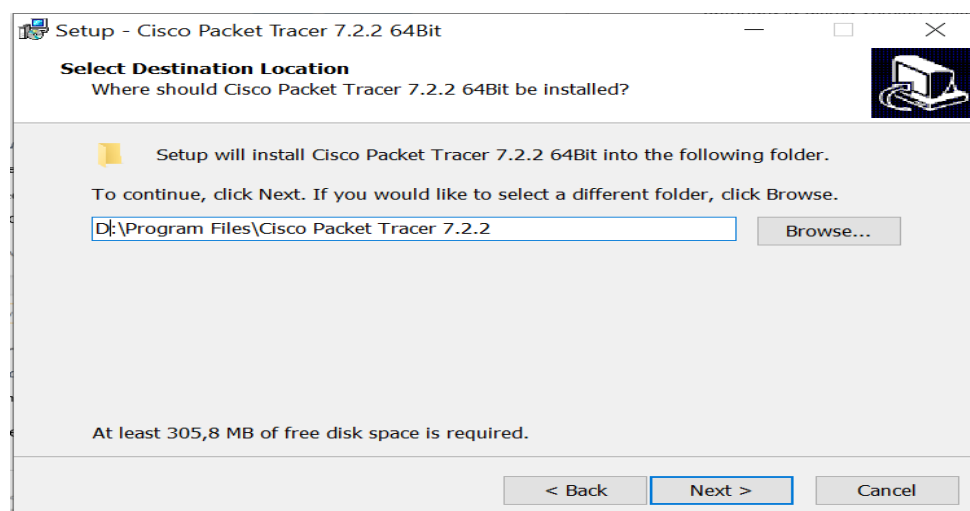 Setup - Cisco Packet Tracer 7.2.2 64Bit
Select Destination Location
Where should Cisco Packet Tracer 7.2.2 64Bit be installed?
Setup will install Cisco Packet Tracer 7.2.2 64Bit into the following folder.
To continue, click Next. If you would like to select a different folder, click Browse.
D:\Program Files\Cisco Packet Tracer 7.2.2
Browse...
At least 305,8 MB of free disk space is required.
< Back
Next >
Cancel